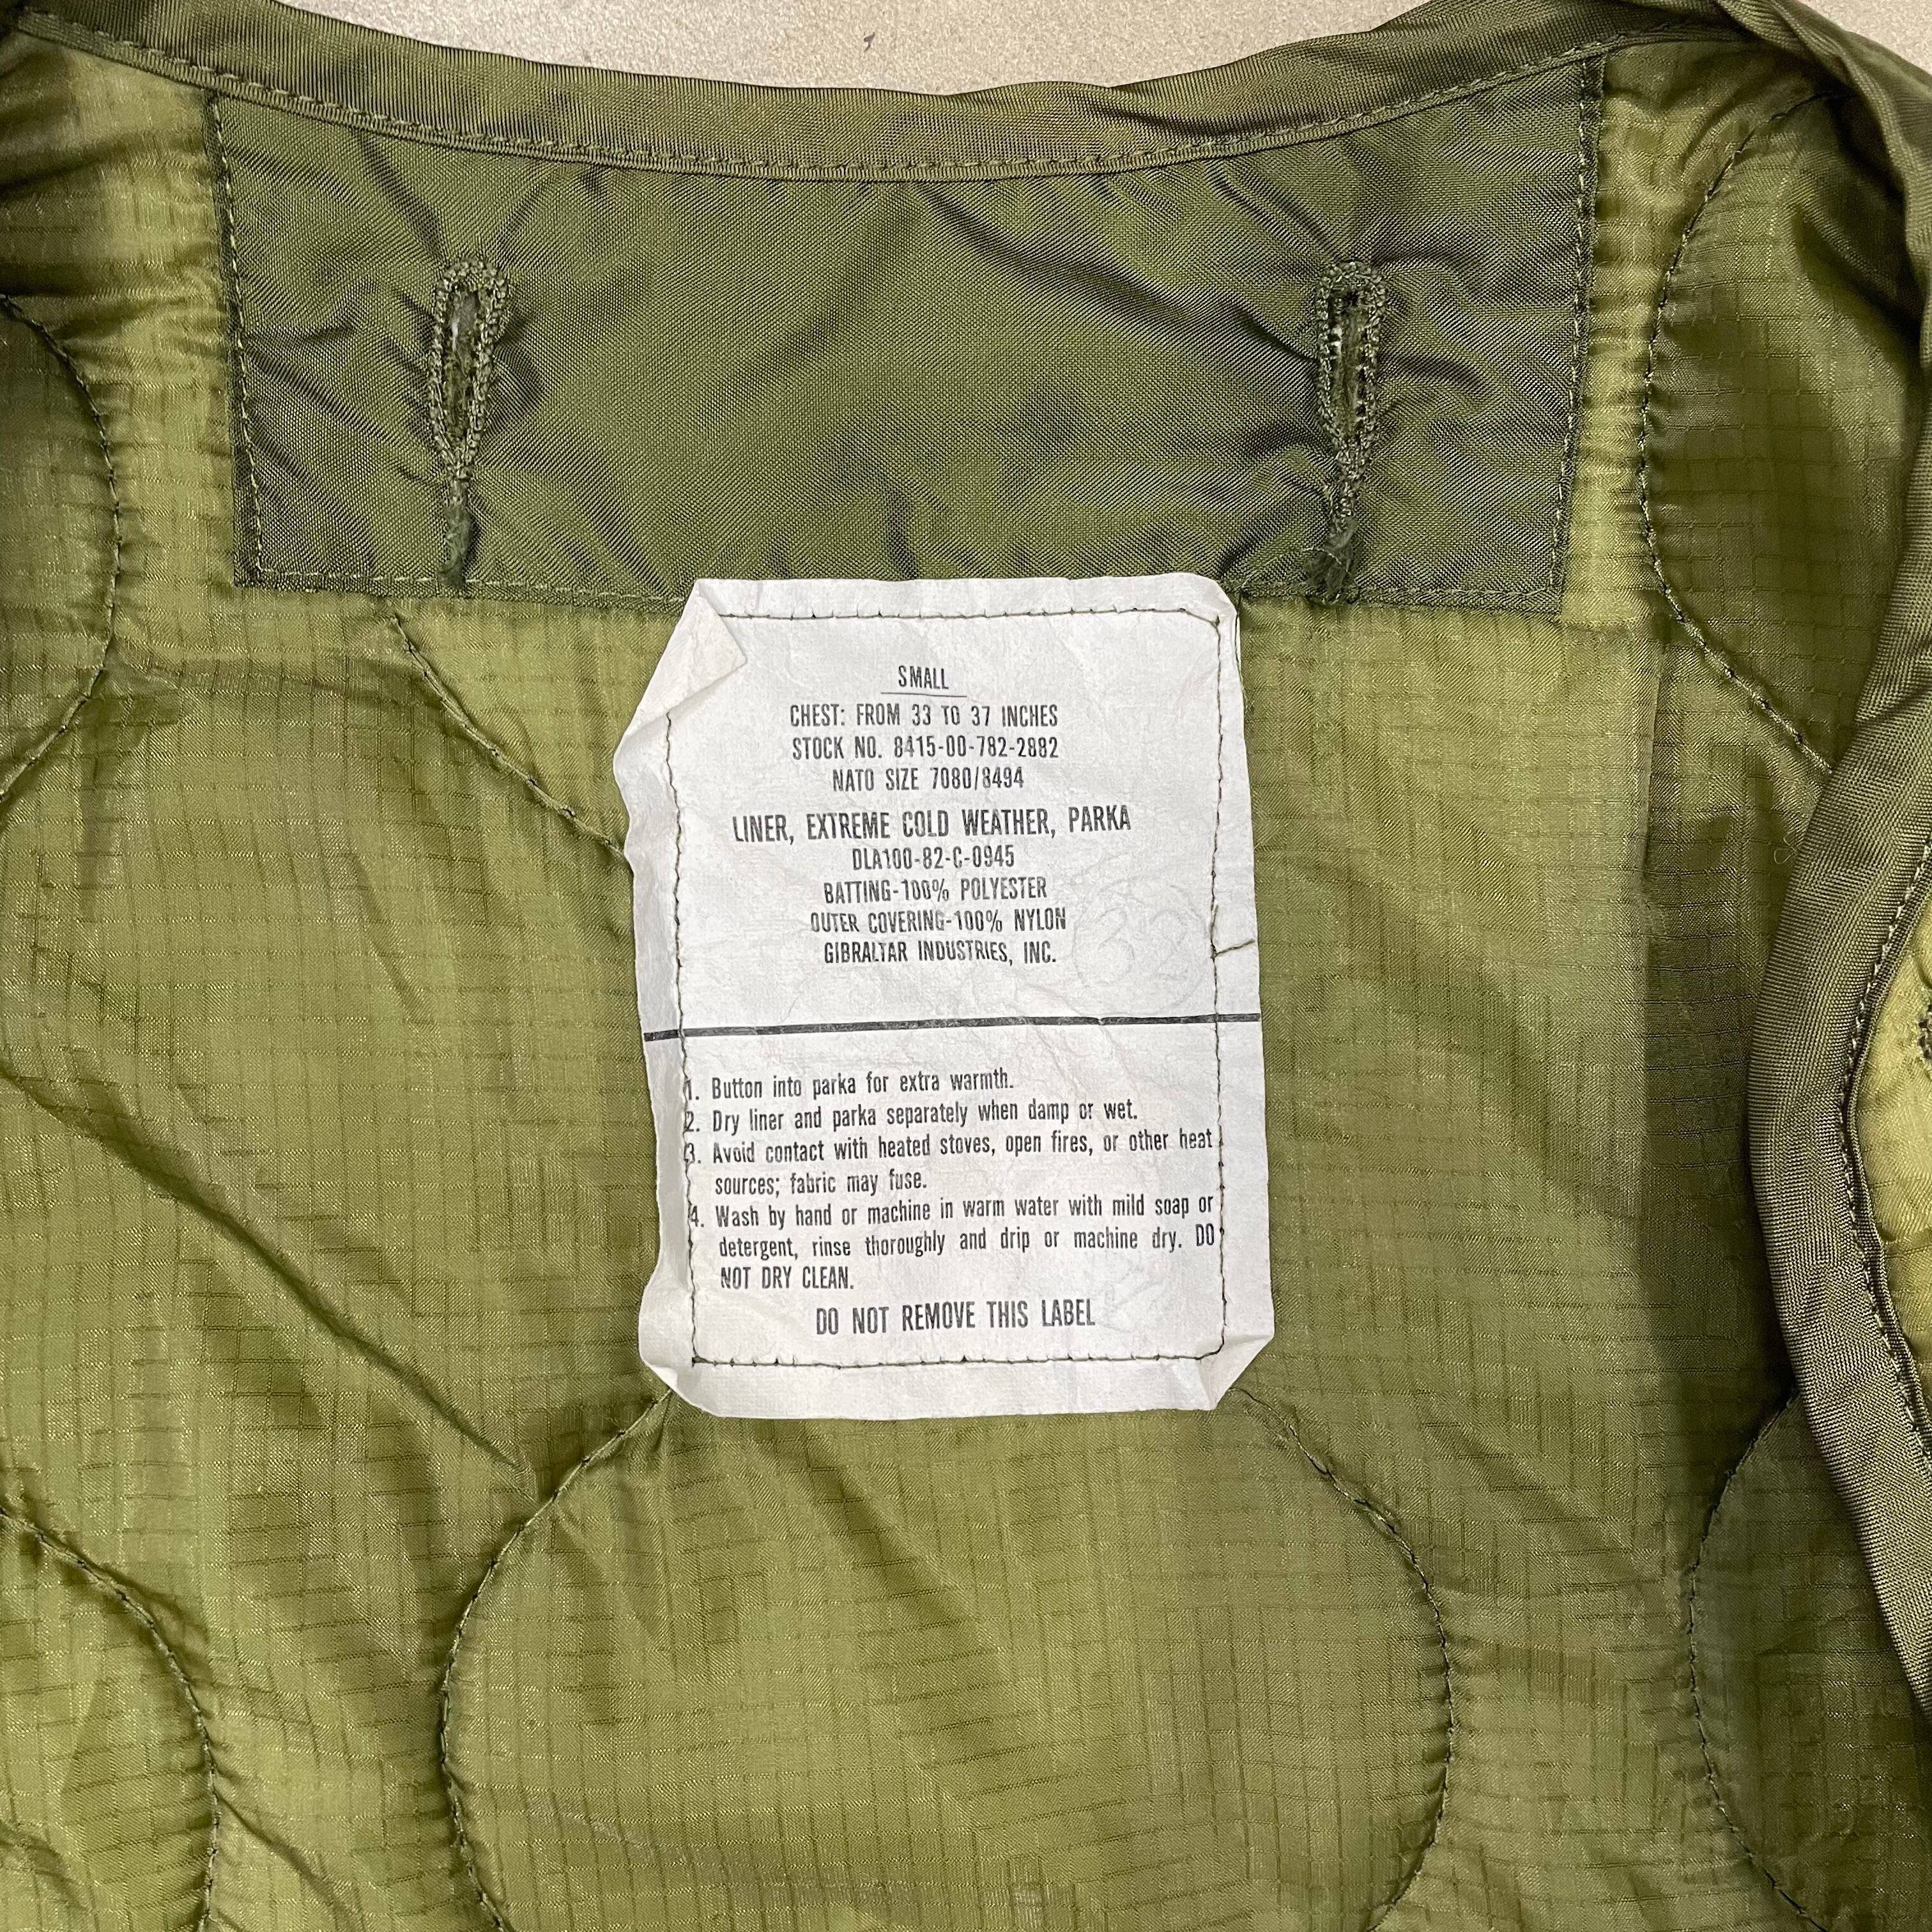 SMALL
CHEST: FROM 33 TO 37 INCHES
STOCK NO. 8415-00-782-2882
NATO SIZE 7080/8494
LINER, EXTREME COLD WEATHER, PARKA
DLA100-82-C-0945
BATTING-100% POLYESTER
OUTER COVERING-100% NYLON
GIBRALTAR INDUSTRIES, INC.
32
1. Button into parka for extra warmth.
2. Dry liner and parka separately when damp or wet.
3. Avoid contact with heated stoves, open fires, or other heat
sources; fabric may fuse.
4. Wash by hand or machine in warm water with mild soap or
detergent, rinse thoroughly and drip or machine dry. DO
NOT DRY CLEAN.
DO NOT REMOVE THIS LABEL